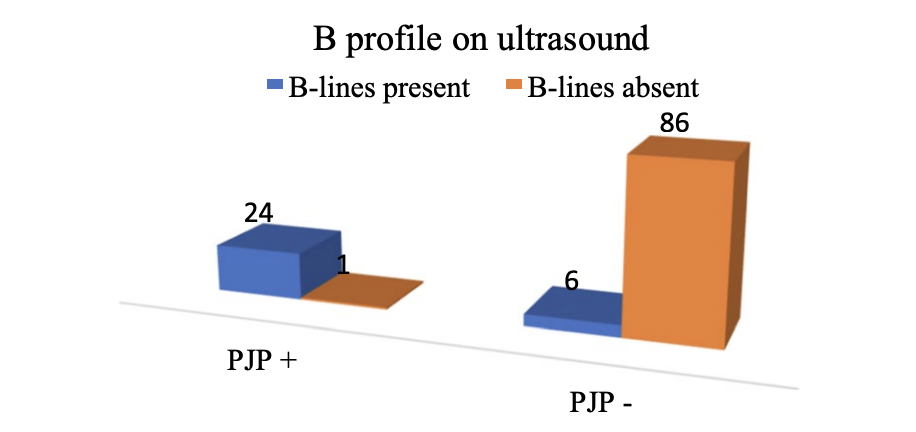 B profile on ultrasound
B-lines present B-lines absent
86
24
1
6
PJP +
PJP -